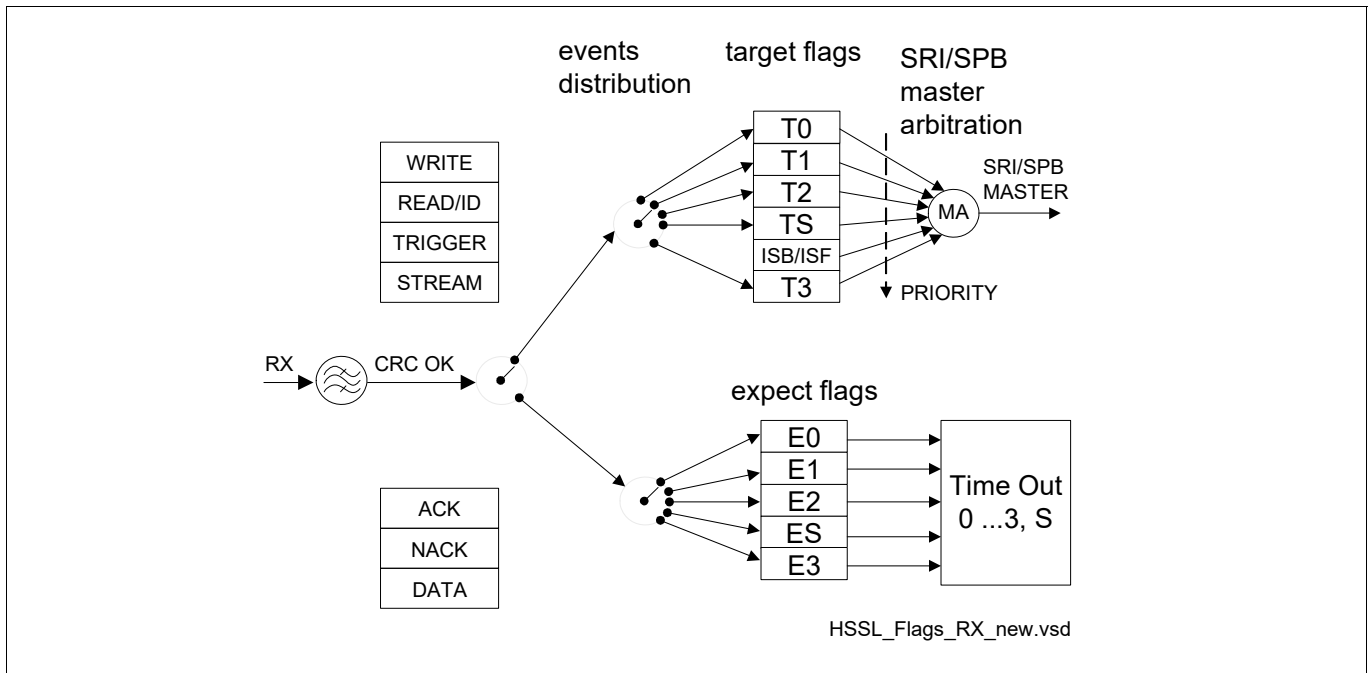 events
distribution
target flags
SRI/SPB
master
arbitration
WRITE
READ/ID
TRIGGER
STREAM
T0
T1
T2
TS
ISB/ISF
T3
MA
SRI/SPB
MASTER
PRIORITY
RX
CRC OK
expect flags
ACK
NACK
DATA
E0
E1
E2
ES
E3
Time Out
0 ...3, S
HSSL_Flags_RX_new.vsd